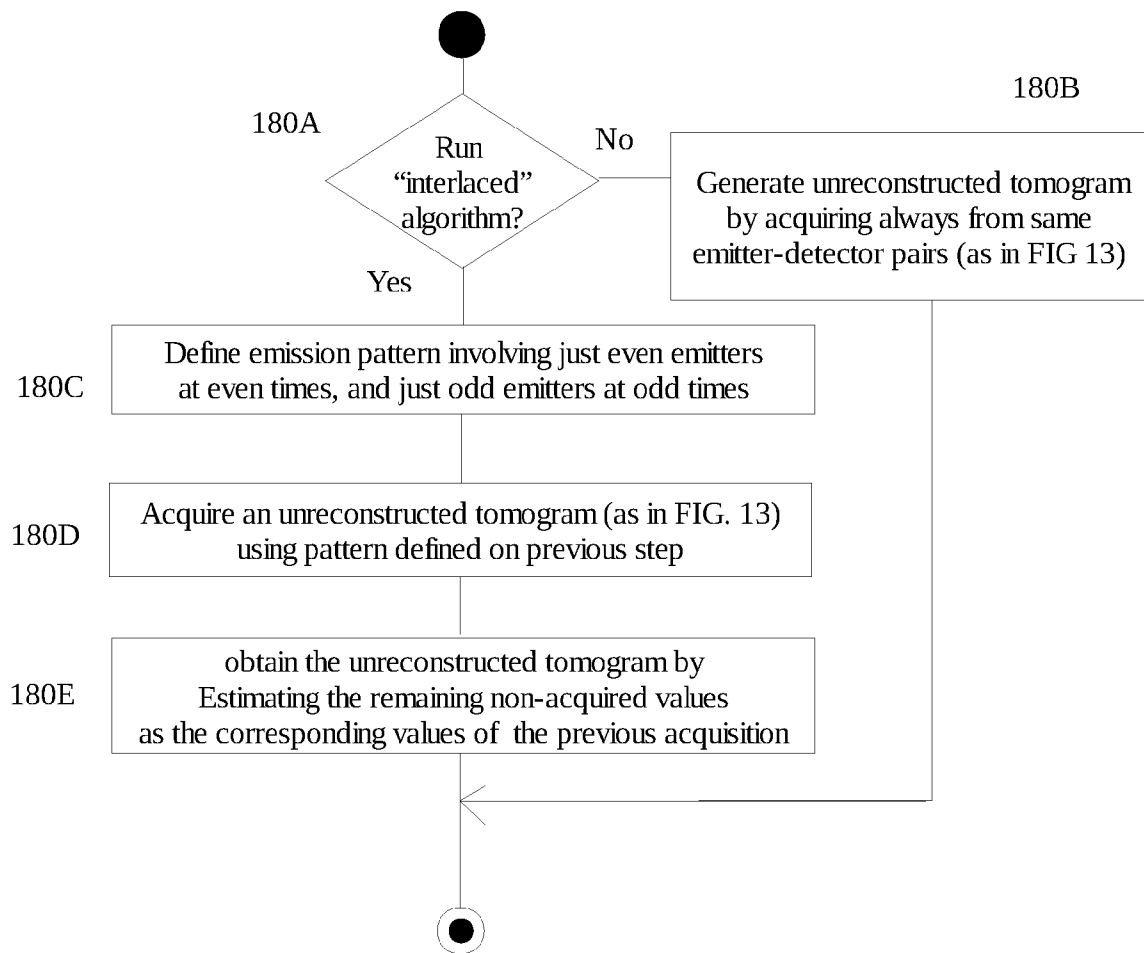 180B
180A
No
Run
“interlaced”
algorithm?
Generate unreconstructed tomogram
by acquiring always from same
emitter-detector pairs (as in FIG 13)
Yes
180C
Define emission pattern involving just even emitters
at even times, and just odd emitters at odd times
180D
Acquire an unreconstructed tomogram (as in FIG. 13)
using pattern defined on previous step
180E
obtain the unreconstructed tomogram by
Estimating the remaining non-acquired values
as the corresponding values of the previous acquisition